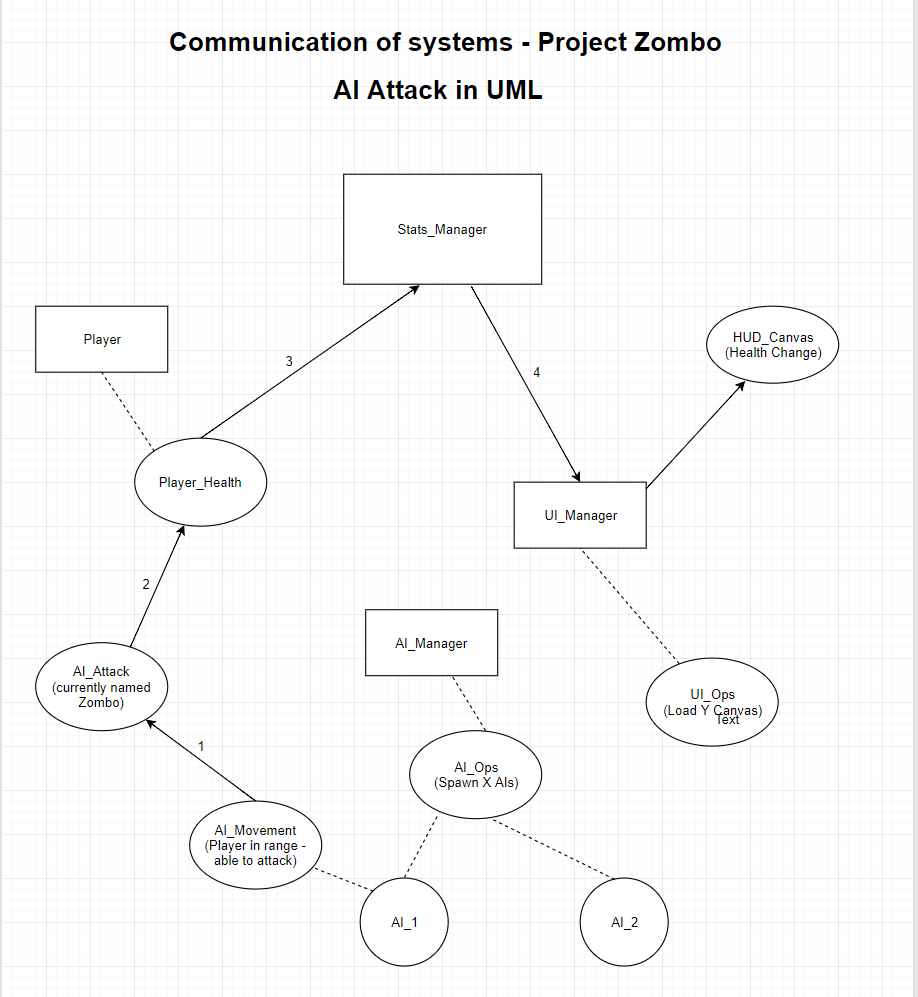 Communication of systems - Project Zombo
AI Attack in UML
Stats_Manager
Player
HUD_Canvas
(Health Change)
3
4
Player_Health
UI_Manager
2
AI_Manager
AI_Attack
(currently named
Zombo)
UI_Ops
(Load Y Canvas)
Text
1
AI_Ops
(Spawn X AIs)
AI_Movement
(Player in range -
able to attack)
AI_1
AI_2